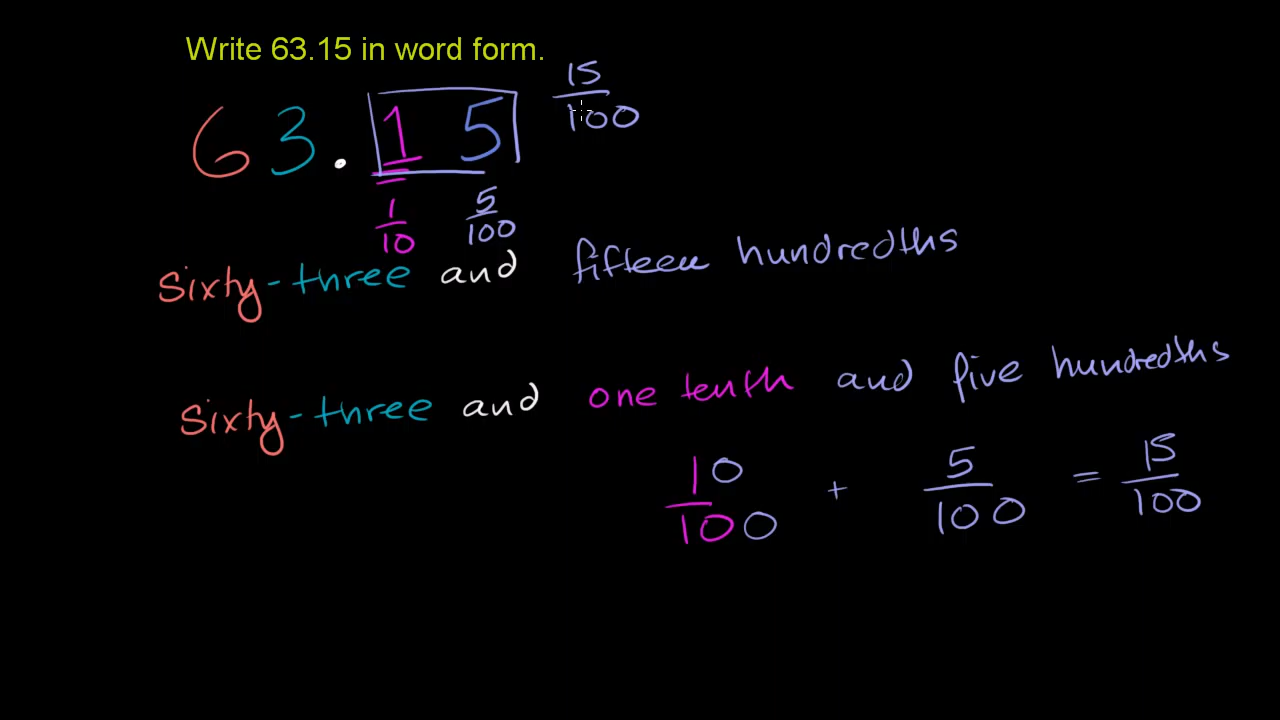 Write 63.15 in word form.
15/100
63.15
1/10 5/100
Sixty-three and fifteen hundredths
Sixty-three and one tenth and five hundredths
10/100 + 5/100 = 15/100